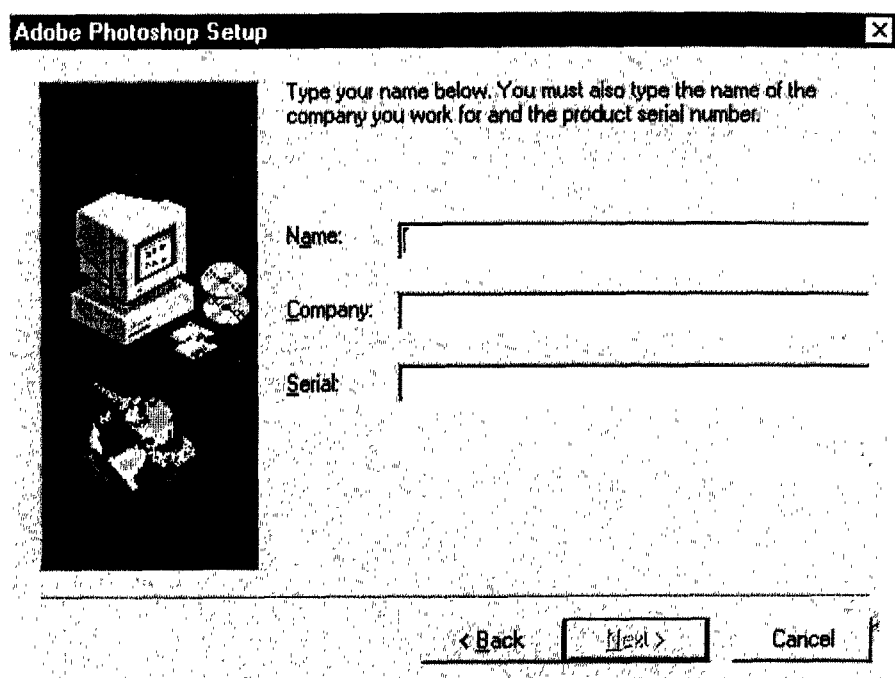 Adobe Photoshop Setup
Type your name below. You must also type the name of the
company you work for and the product serial number.
Name:
Company:
Serial:
< Back Next > Cancel